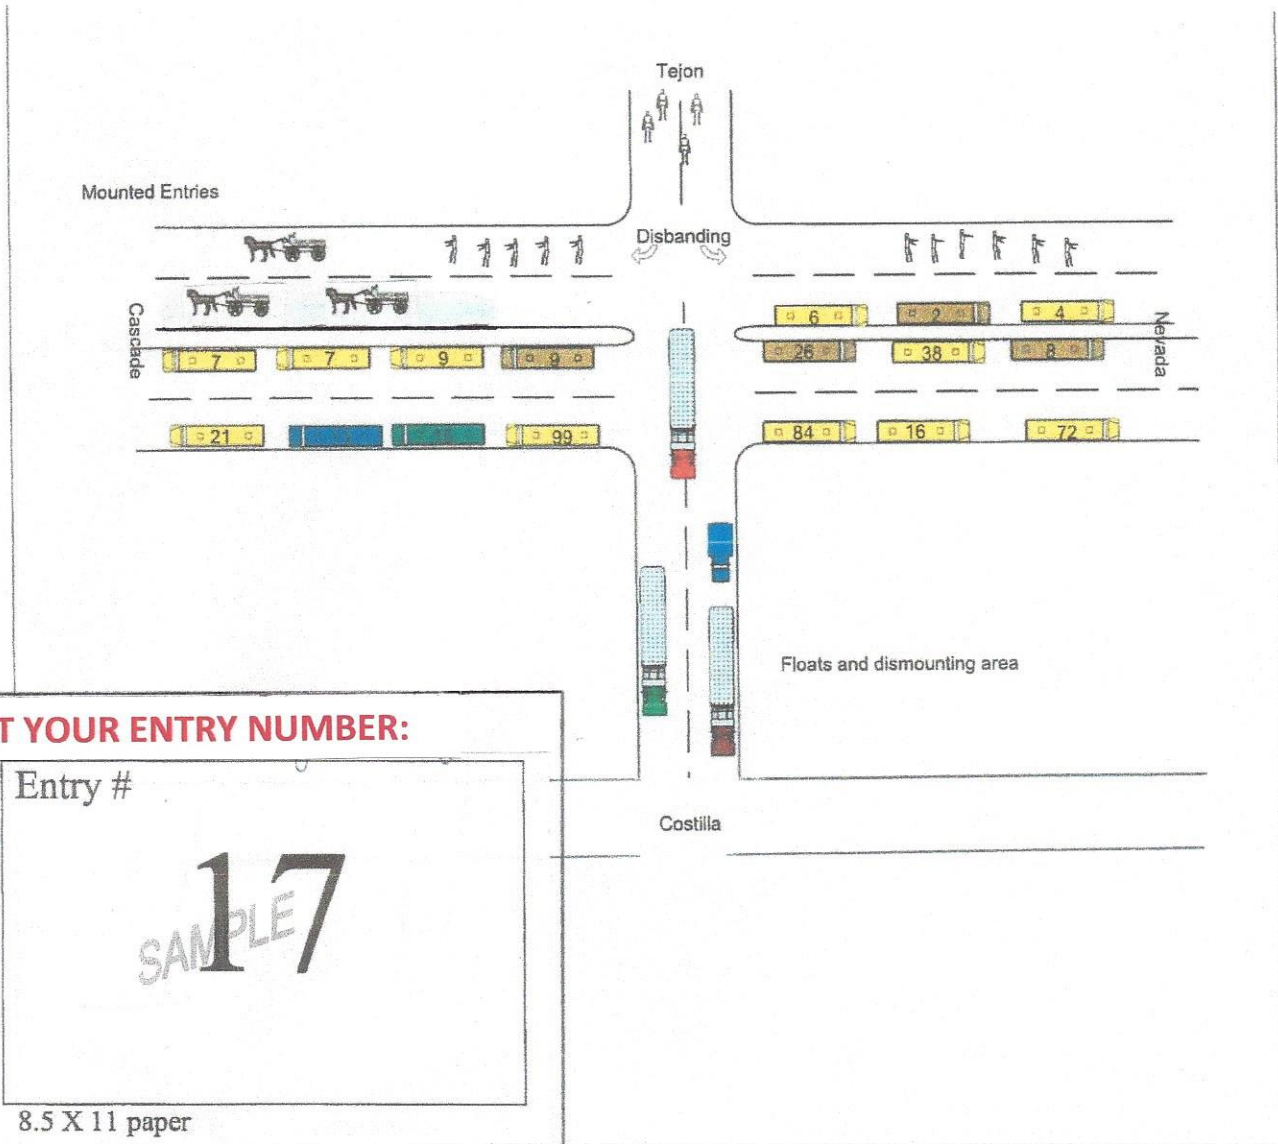 Tejon
Mounted Entries
Disbanding
Cascade
Nevada
6 2 4
7 7 9 9
26 38 8
21 99
84 16 72
Floats and dismounting area
T YOUR ENTRY NUMBER:
Entry #
17
SAMPLE
Costilla
8.5 X 11 paper